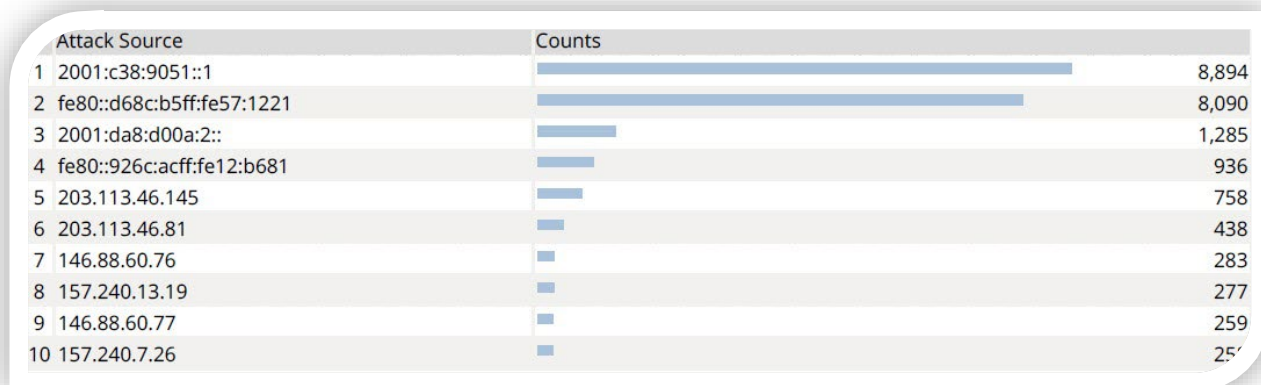 Attack Source Counts
1 2001:c38:9051::1 8,894
2 fe80::d68c:b5ff:fe57:1221 8,090
3 2001:da8:d00a:2:: 1,285
4 fe80::926c:acff:fe12:b681 936
5 203.113.46.145 758
6 203.113.46.81 438
7 146.88.60.76 283
8 157.240.13.19 277
9 146.88.60.77 259
10 157.240.7.26